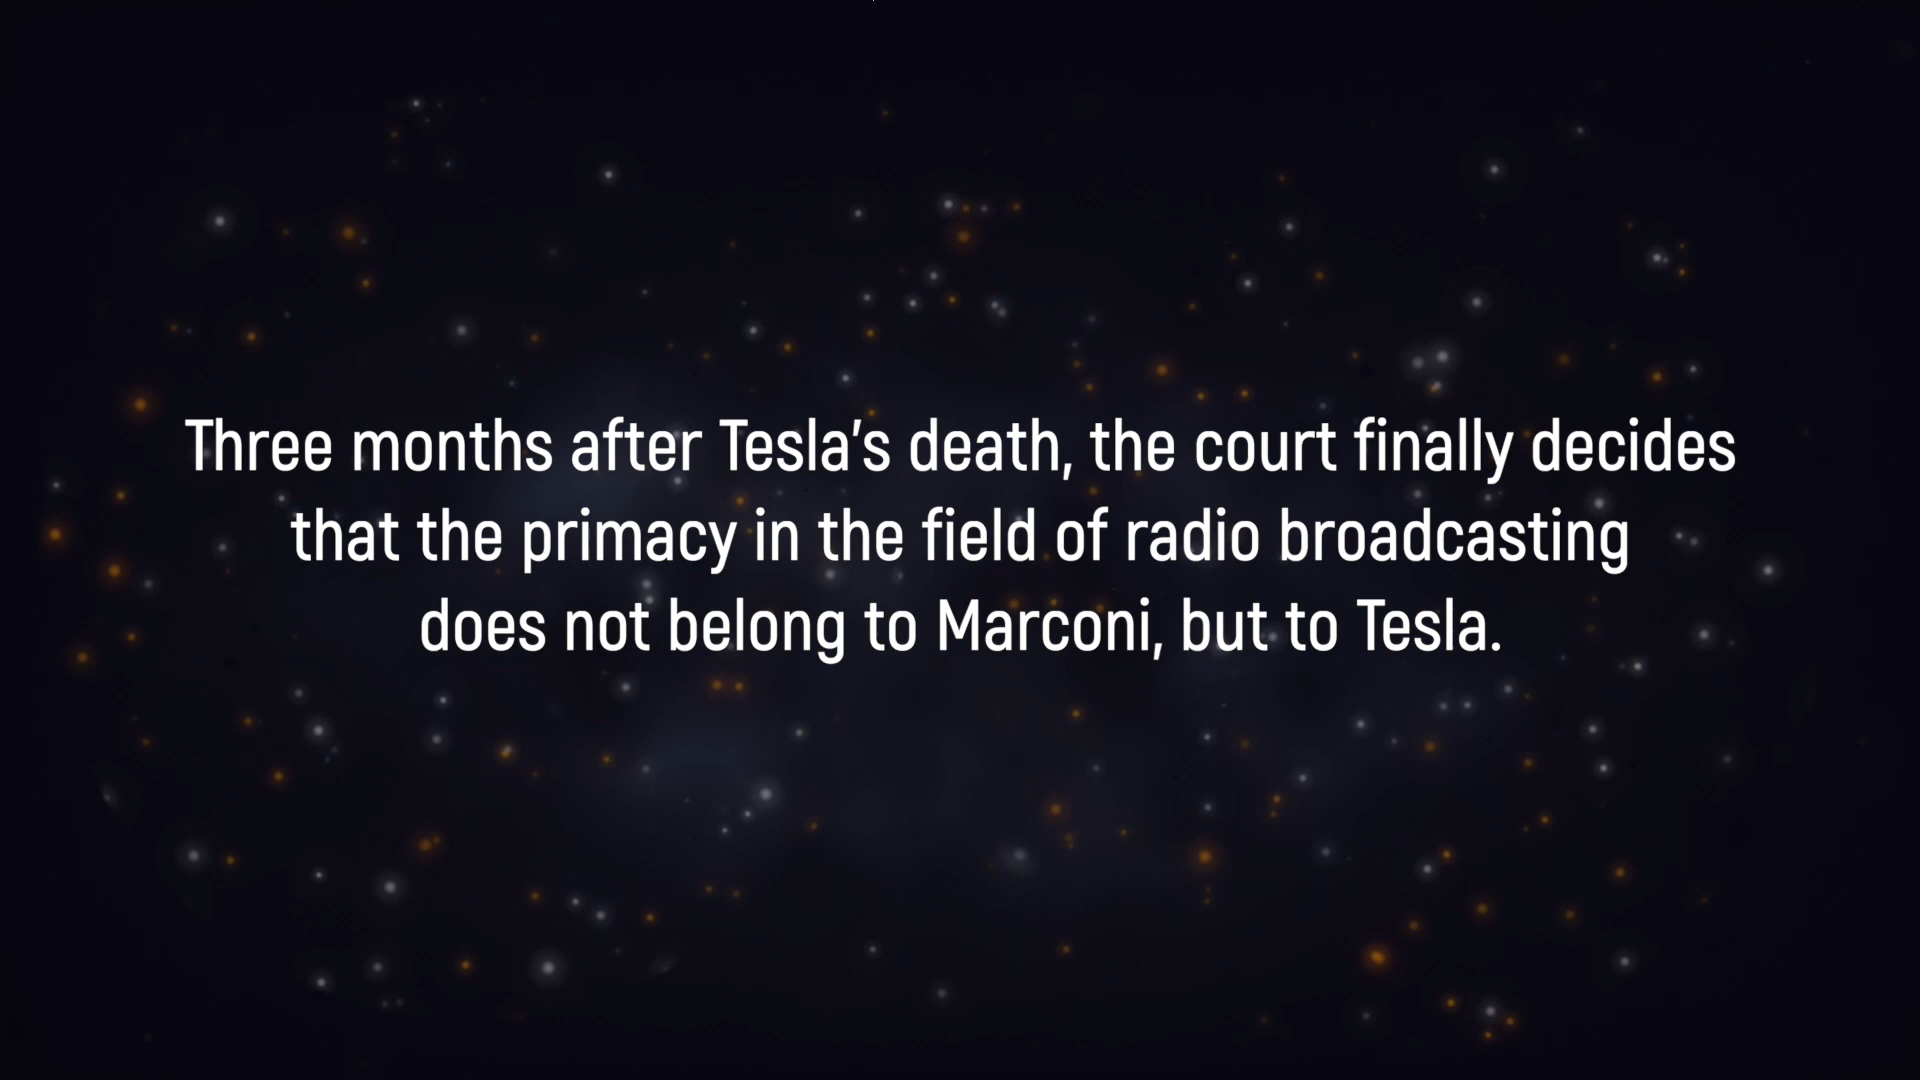 Three months after Tesla’s death, the court finally decides
that the primacy in the field of radio broadcasting
does not belong to Marconi, but to Tesla.